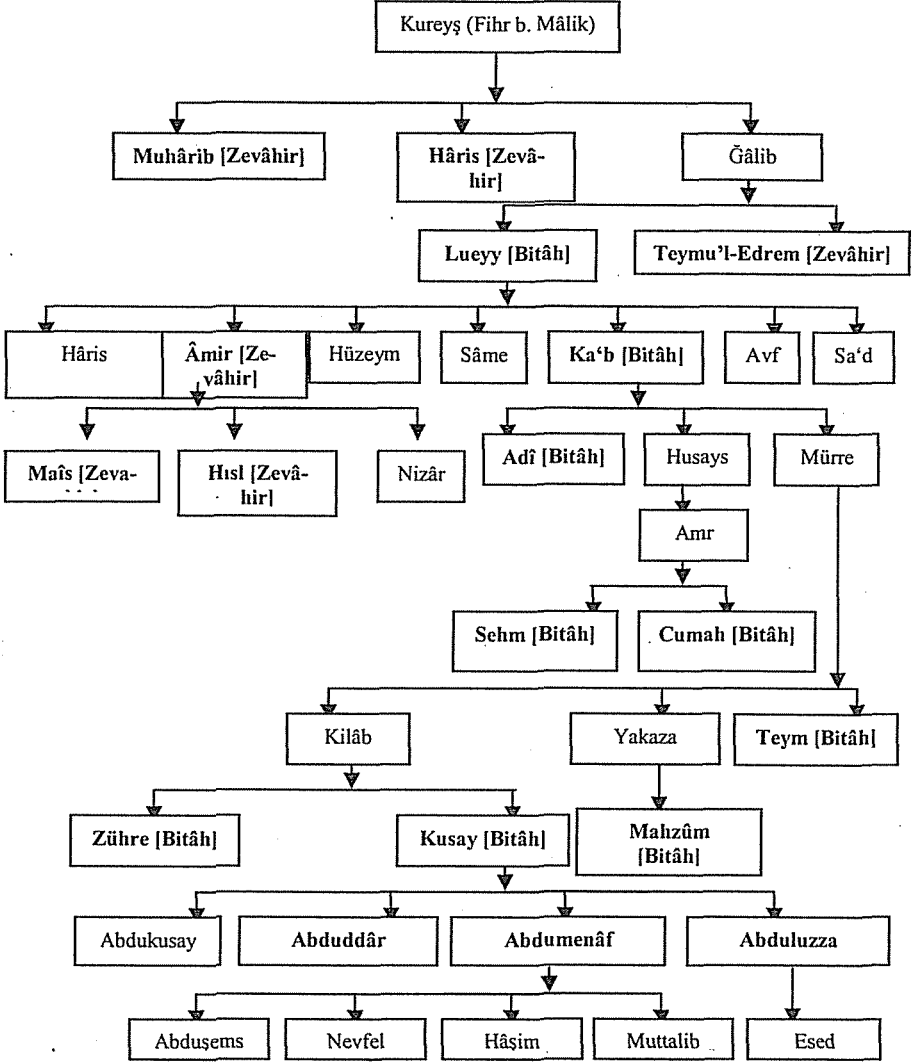 Kureyş (Fihr b. Mâlik)
Muhârib [Zevâhir]
Hâris [Zevâ-
hir]
Ğâlib
Lueyy [Bitâh]
Teymu’l-Edrem [Zevâhir]
Hâris
Âmir [Ze-
vâhir]
Hüzeym
Sâme
Ka‘b [Bitâh]
Avf
Sa‘d
Maîs [Zeva-
Hısl [Zevâ-
hir]
Nizâr
Adî [Bitâh]
Husays
Mürre
Amr
Sehm [Bitâh]
Cumah [Bitâh]
Kilâb
Yakaza
Teym [Bitâh]
Zühre [Bitâh]
Kusay [Bitâh]
Mahzûm
[Bitâh]
Abdukusay
Abduddâr
Abdumenâf
Abduluzza
Abduşems
Nevfel
Hâşim
Muttalib
Esed